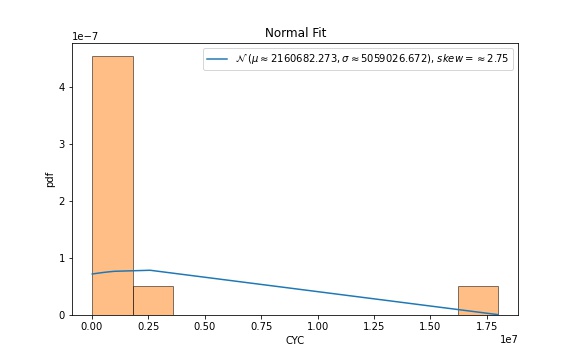 Normal Fit
1e−7
𝒩 (μ ≈ 2160682.273, σ ≈ 5059026.672), skew = ≈ 2.75
4
3
2
1
0
pdf
0.00 0.25 0.50 0.75 1.00 1.25 1.50 1.75
1e7
CYC